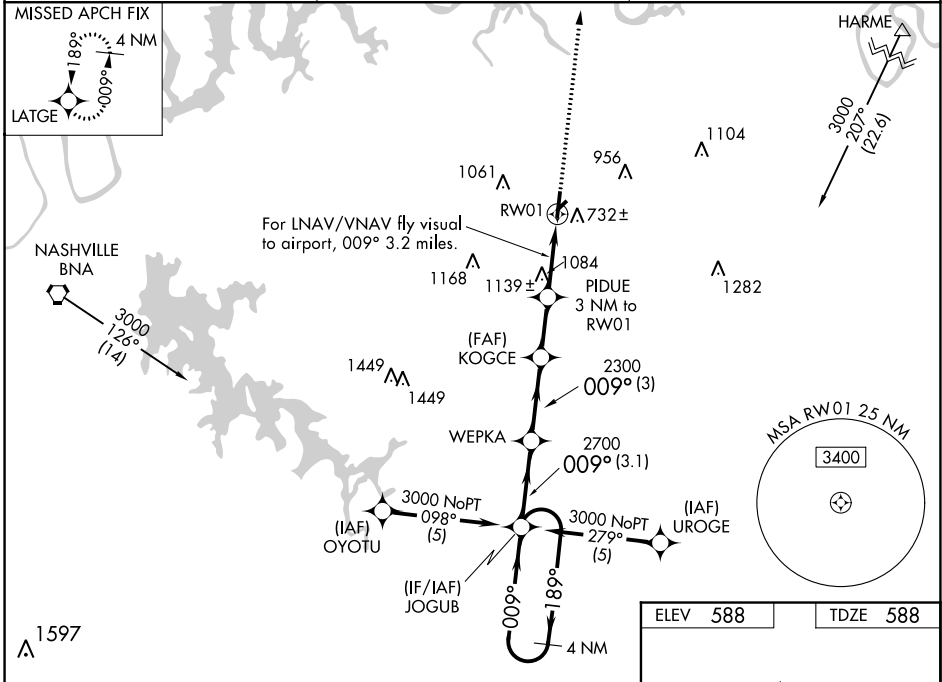 MISSED APCH FIX
4 NM
189°
009°
LATGE
HARME
3000
207°
(22.6)
1104
956
1061
RW01
732±
For LNAV/VNAV fly visual
to airport, 009° 3.2 miles.
NASHVILLE
BNA
3000
126°
(14)
1168
1084
1139±
1282
PIDUE
3 NM to
RW01
(FAF)
KOGCE
1449
1449
2300
009° (3)
WEPKA
2700
009° (3.1)
MSA RW01 25 NM
3400
(IAF)
OYOTU
3000 NoPT
098°
(5)
3000 NoPT
279°
(5)
(IAF)
UROGE
(IF/IAF)
JOGUB
009°
189°
4 NM
1597
ELEV 588
TDZE 588